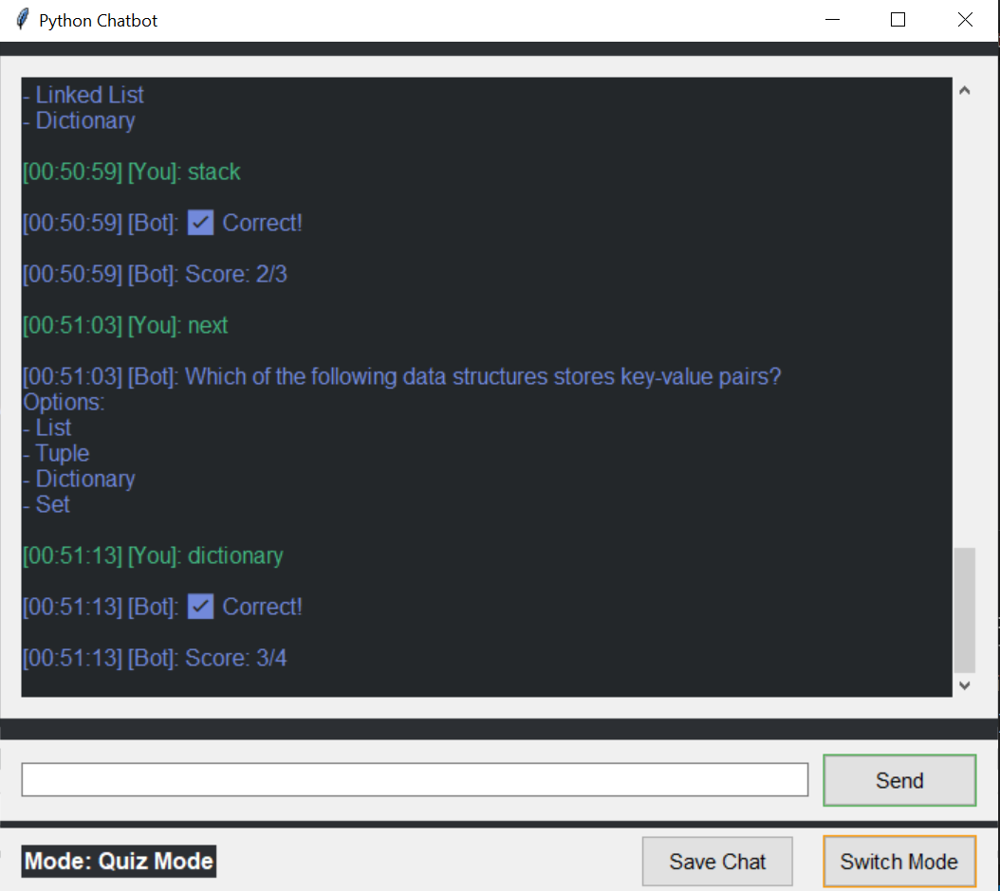 Python Chatbot
- Linked List
- Dictionary
[00:50:59] [You]: stack
[00:50:59] [Bot]: ✓ Correct!
[00:50:59] [Bot]: Score: 2/3
[00:51:03] [You]: next
[00:51:03] [Bot]: Which of the following data structures stores key-value pairs?
Options:
- List
- Tuple
- Dictionary
- Set
[00:51:13] [You]: dictionary
[00:51:13] [Bot]: ✓ Correct!
[00:51:13] [Bot]: Score: 3/4
Send
Mode: Quiz Mode
Save Chat
Switch Mode